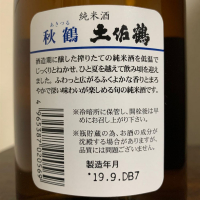 純米酒
あきつる
秋鶴 土佐鶴
酒造期に醸した搾りたての純米酒を低温で
じっくりとねかせ、ひと夏を越えて飲み頃を迎え
ました。ふわっと広がるふくよかな香りとまろ
やかで深い味わいが楽しめる旬の純米酒です。
※冷暗所に保管し、開栓後は早
めにお召し上がり下さい。
※瓶貯蔵の為、お酒の成分が
沈殿する場合がありますが、
品質には問題ございません。
製造年月
'19.9.DB7
4965387020569